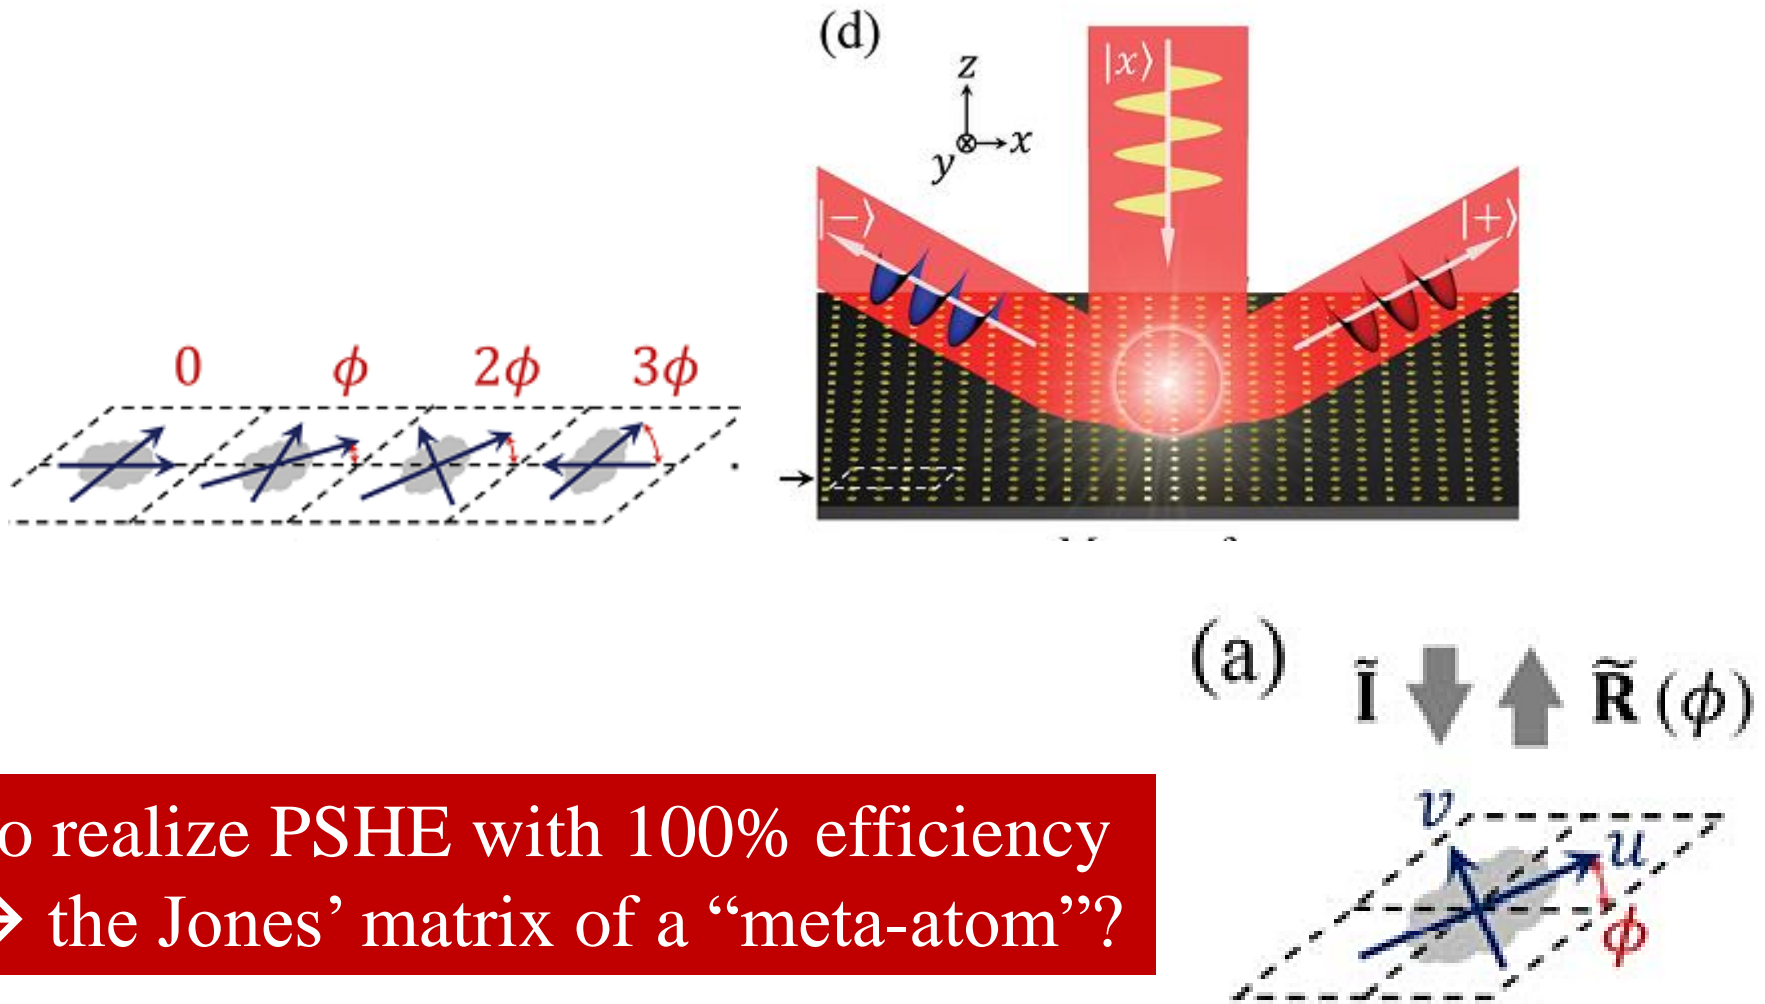 (d)
z
x
y
|x⟩
|−⟩
|+⟩
0 ϕ 2ϕ 3ϕ
(a)
Ĩ R̃ (ϕ)
v
u
ϕ
o realize PSHE with 100% efficiency
→ the Jones’ matrix of a “meta-atom”?